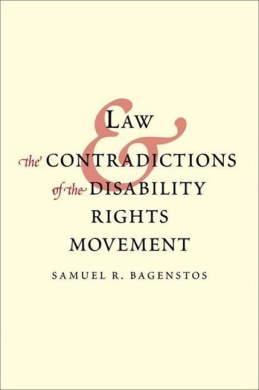 LAW
&
the CONTRADICTIONS
of the DISABILITY
RIGHTS
MOVEMENT
SAMUEL R. BAGENSTOS